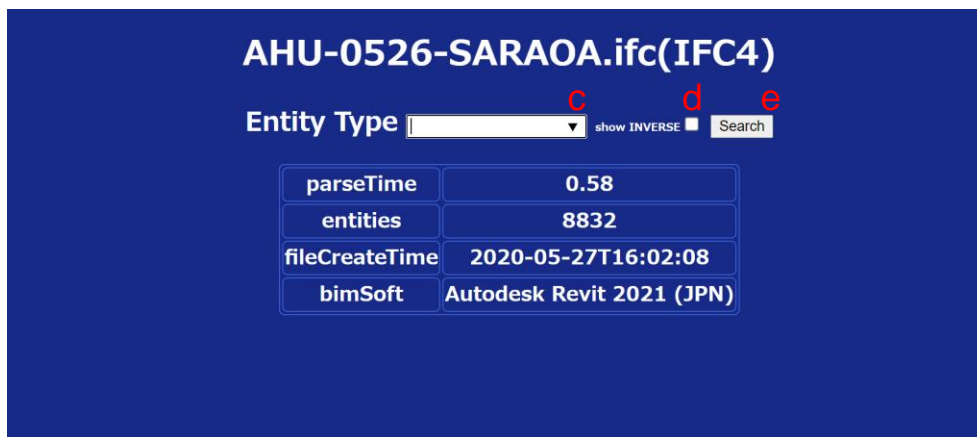 AHU-0526-SARAOA.ifc(IFC4)
c d e
Entity Type ▼ show INVERSE Search
parseTime 0.58
entities 8832
fileCreateTime 2020-05-27T16:02:08
bimSoft Autodesk Revit 2021 (JPN)